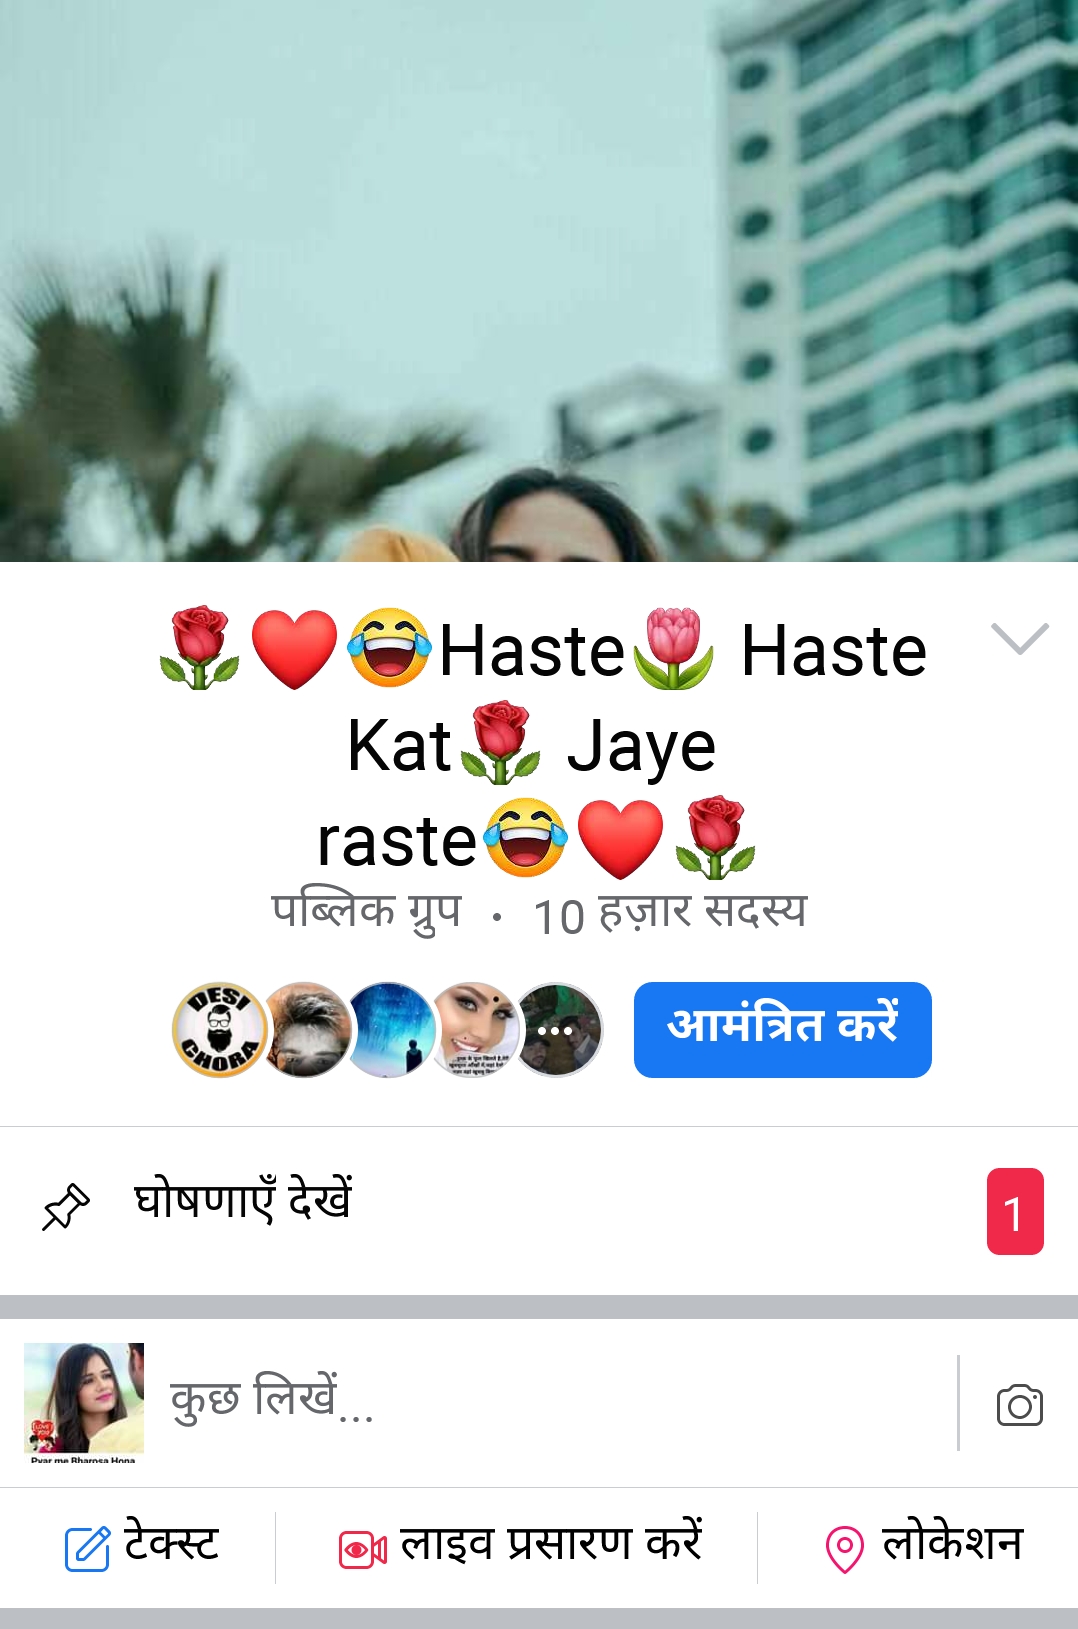 🌹❤️😂Haste🌷 Haste
Kat🌹 Jaye
raste😂❤️🌹
पब्लिक ग्रुप · 10 हज़ार सदस्य
DESI
CHORA
आमंत्रित करें
घोषणाएँ देखें
1
कुछ लिखें...
Pyar me Bharosa Hona
टेक्स्ट
लाइव प्रसारण करें
लोकेशन